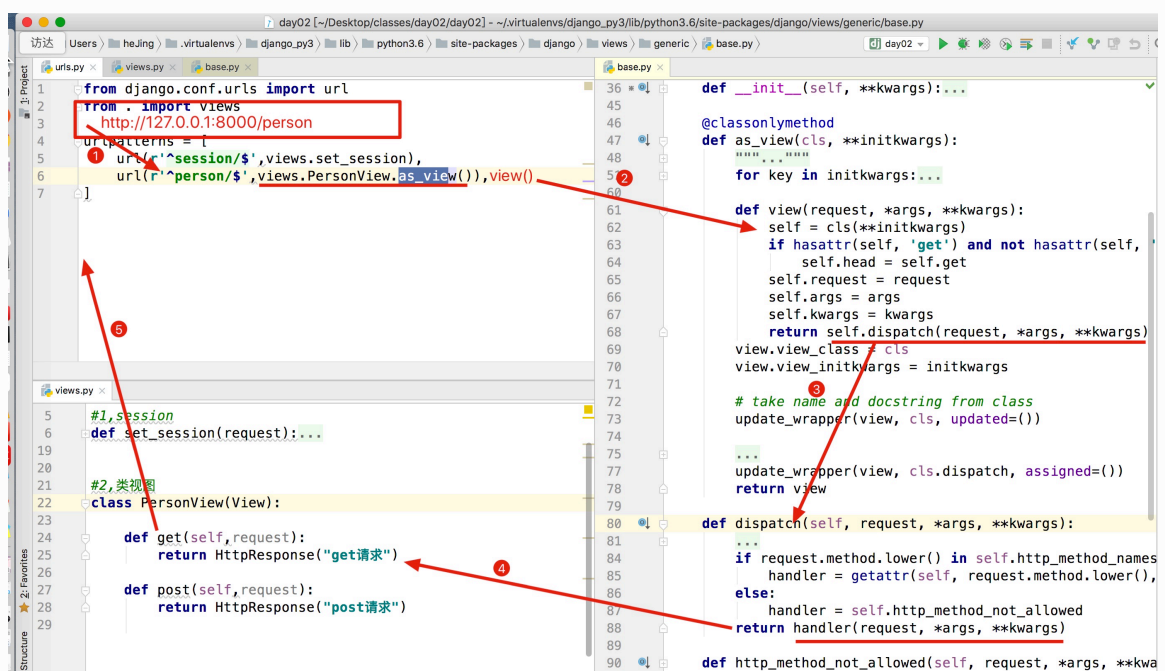 day02 [~/Desktop/classes/day02/day02] - ~/.virtualenvs/django_py3/lib/python3.6/site-packages/django/views/generic/base.py
访达 Users heJing .virtualenvs django_py3 lib python3.6 site-packages django views generic base.py day02
1: Project
urls.py views.py base.py
1 from django.conf.urls import url
2 from . import views
3 http://127.0.0.1:8000/person
4 urlpatterns = [
1
5 url(r'^session/$',views.set_session),
6 url(r'^person/$',views.PersonView.as_view()),view()
7 ]
2
5
views.py
5 #1,session
6 def set_session(request):...
19
20
21 #2,类视图
22 class PersonView(View):
23
24 def get(self,request):
25 return HttpResponse("get请求")
26
27 def post(self,request):
28 return HttpResponse("post请求")
29
2: Favorites
Structure
base.py
36 def __init__(self, **kwargs):...
45
46 @classonlymethod
47 def as_view(cls, **initkwargs):
48 """..."""
for key in initkwargs:...
60
61 def view(request, *args, **kwargs):
62 self = cls(**initkwargs)
63 if hasattr(self, 'get') and not hasattr(self, '
64 self.head = self.get
65 self.request = request
66 self.args = args
67 self.kwargs = kwargs
68 return self.dispatch(request, *args, **kwargs)
69 view.view_class = cls
70 view.view_initkwargs = initkwargs
71
3
72 # take name and docstring from class
73 update_wrapper(view, cls, updated=())
74
75 ...
77 update_wrapper(view, cls.dispatch, assigned=())
78 return view
79
80 def dispatch(self, request, *args, **kwargs):
81 ...
84 if request.method.lower() in self.http_method_names
85 handler = getattr(self, request.method.lower(),
4
86 else:
87 handler = self.http_method_not_allowed
88 return handler(request, *args, **kwargs)
89
90 def http_method_not_allowed(self, request, *args, **kwa